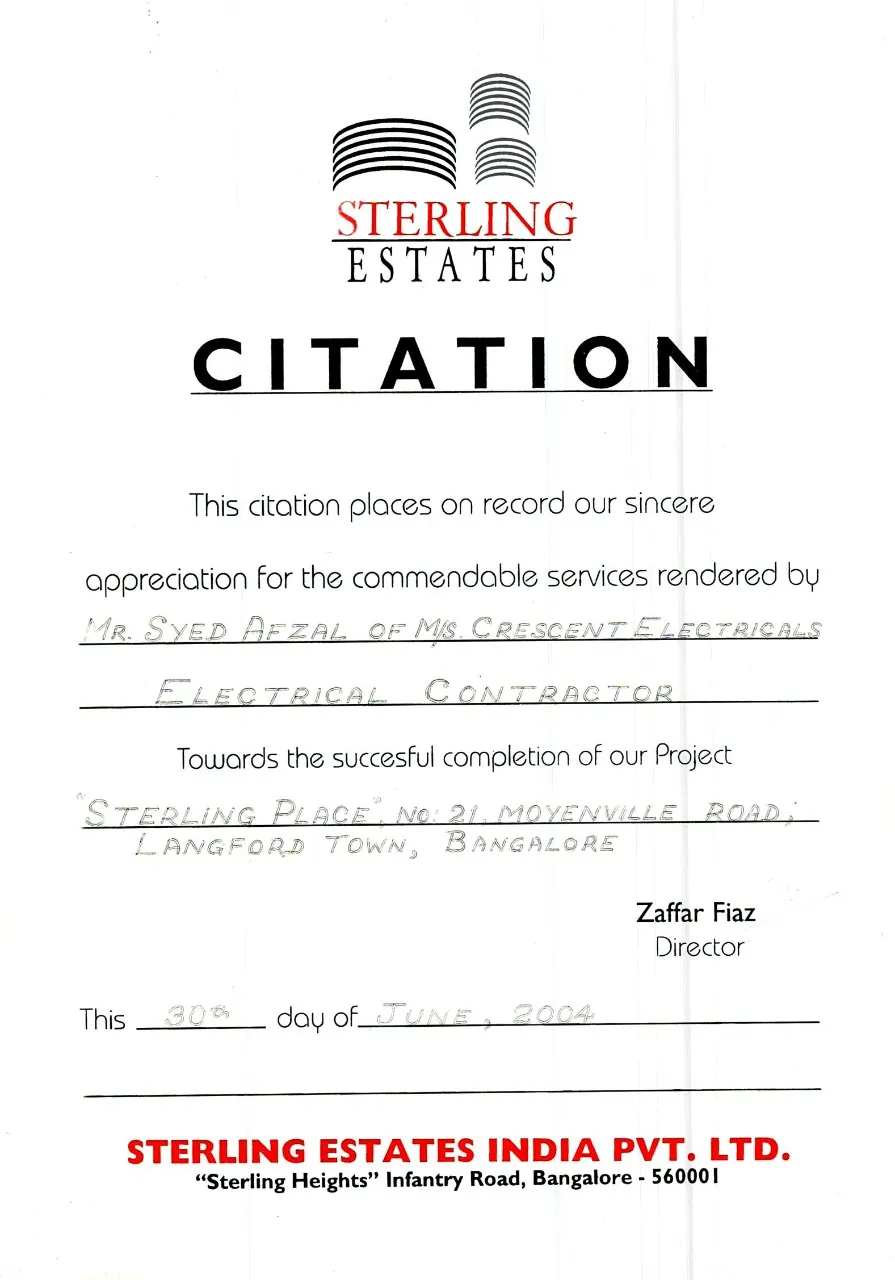 STERLING
ESTATES
CITATION
This citation places on record our sincere
appreciation for the commendable services rendered by
MR. SYED AFZAL OF M/S. CRESCENT ELECTRICALS
ELECTRICAL CONTRACTOR
Towards the succesful completion of our Project
"STERLING PLACE", NO: 21, MOYENVILLE ROAD,
LANGFORD TOWN, BANGALORE
Zaffar Fiaz
Director
This 30th day of JUNE, 2004
STERLING ESTATES INDIA PVT. LTD.
“Sterling Heights” Infantry Road, Bangalore - 560001